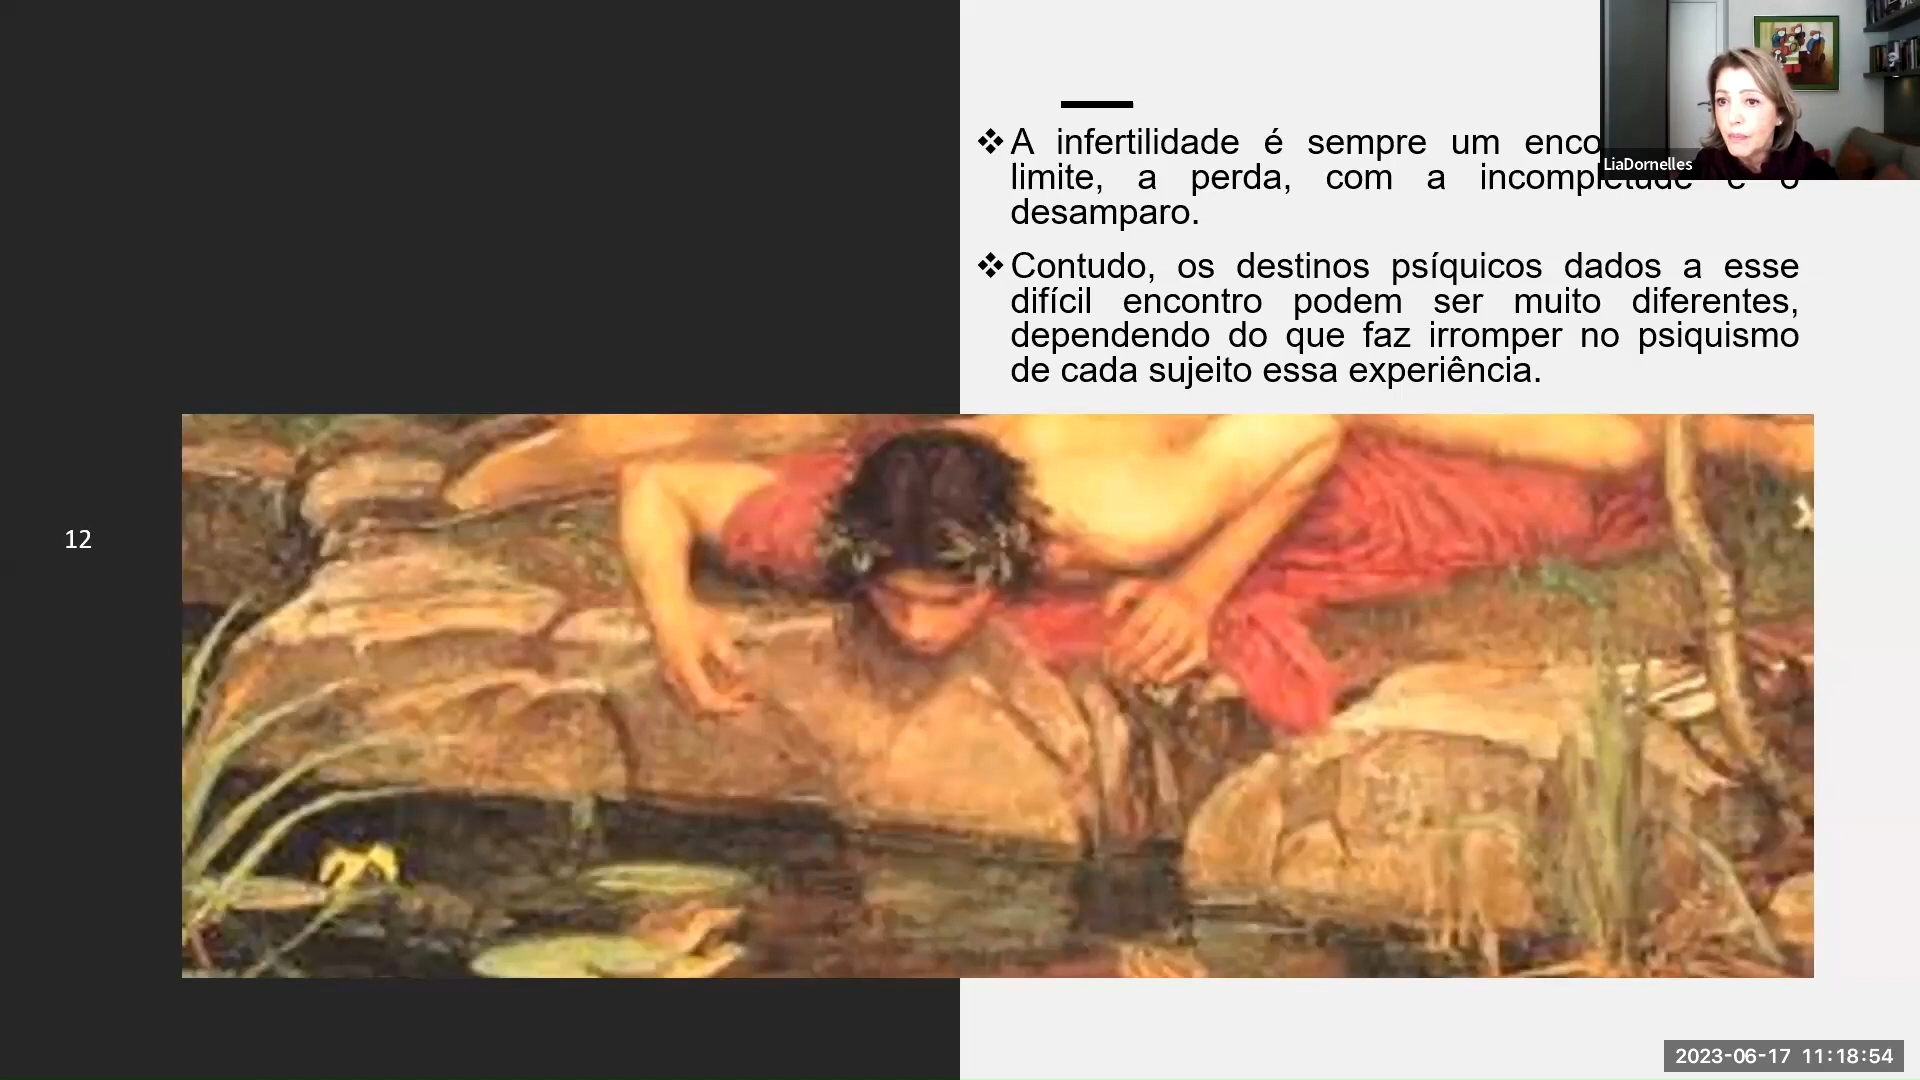 ❖ A infertilidade é sempre um enco
limite, a perda, com a incompletude e o
desamparo.
❖ Contudo, os destinos psíquicos dados a esse
difícil encontro podem ser muito diferentes,
dependendo do que faz irromper no psiquismo
de cada sujeito essa experiência.
LiaDornelles
12
2023-06-17 11:18:54